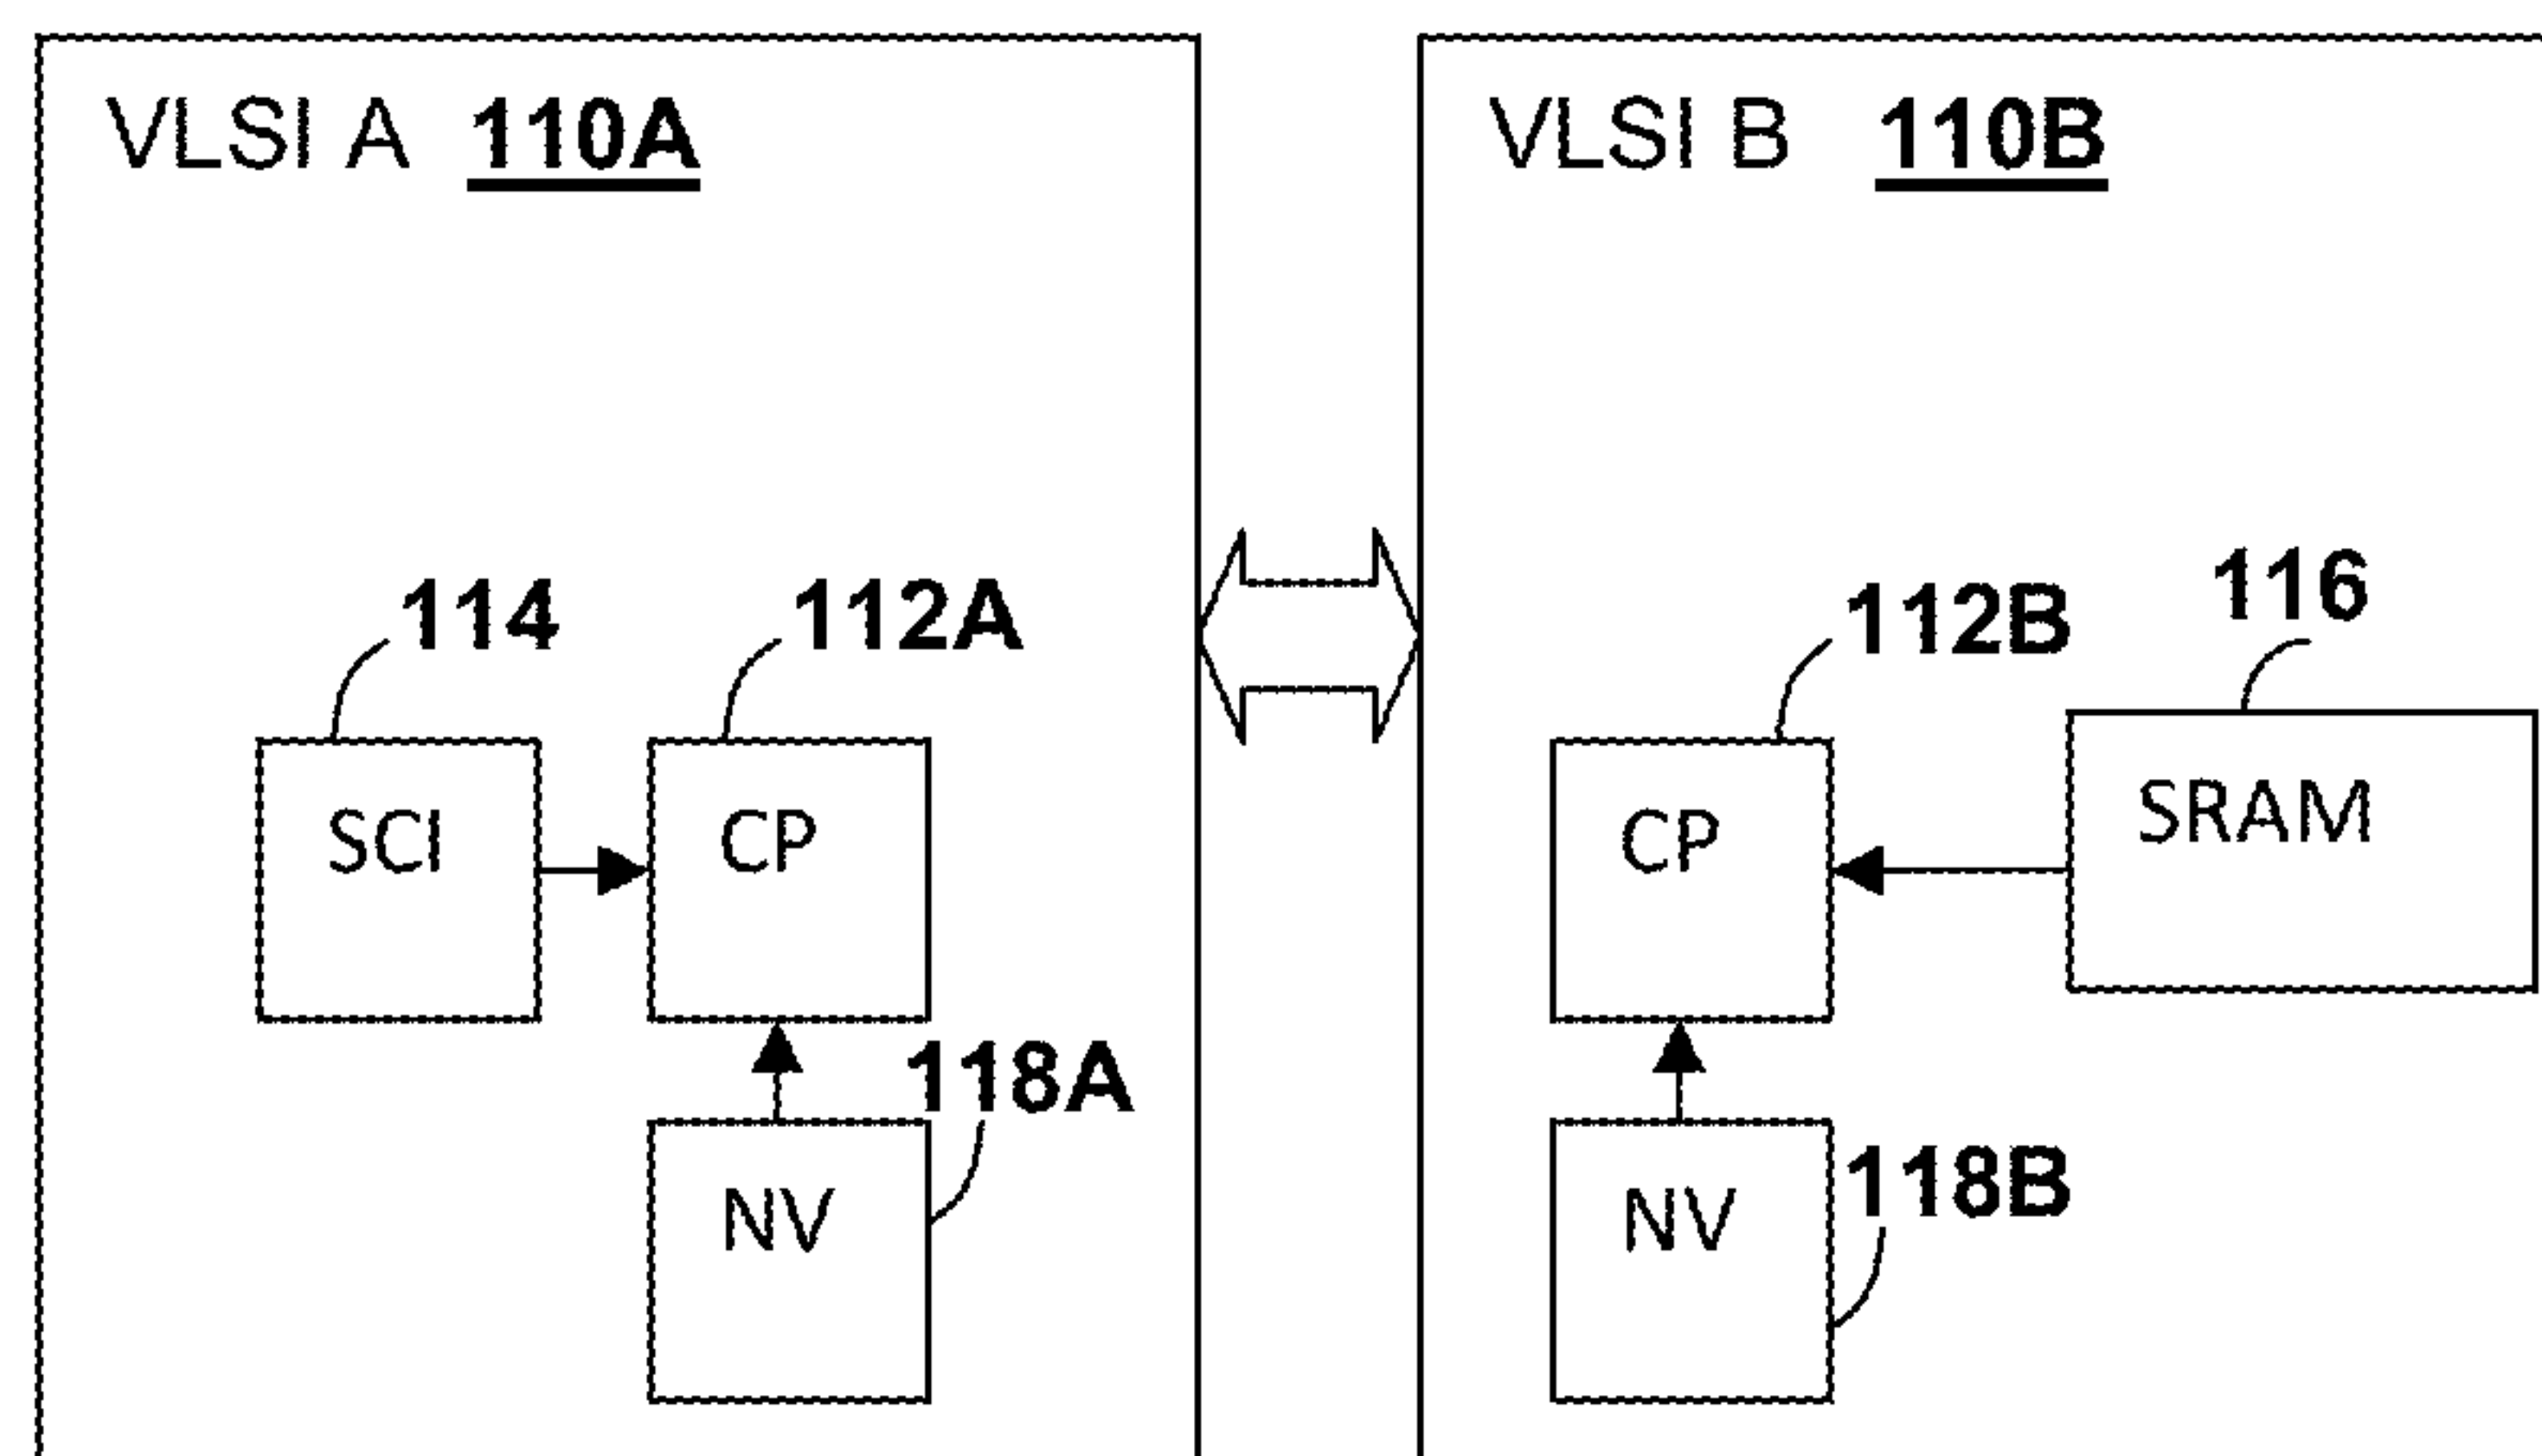 VLSI A 110A
VLSI B 110B
114
112A
112B
116
SCI
CP
CP
SRAM
118A
NV
NV
118B